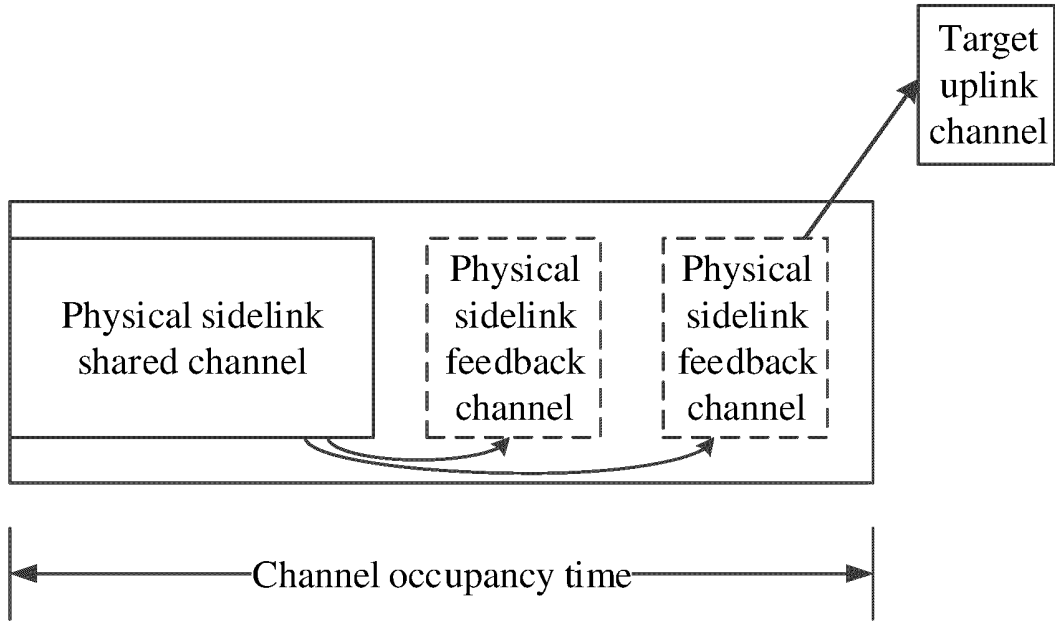 Target
uplink
channel
Physical sidelink
shared channel
Physical
sidelink
feedback
channel
Physical
sidelink
feedback
channel
Channel occupancy time